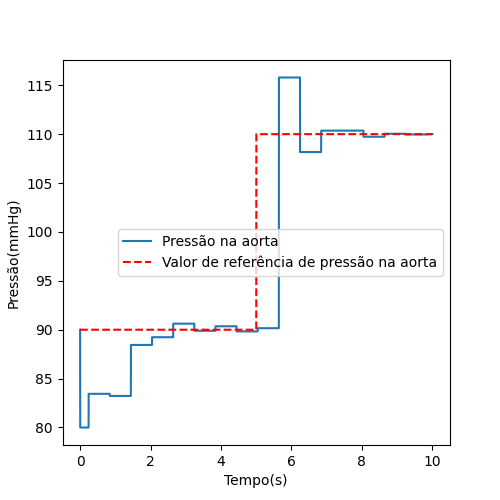 115
110
105
100
95
90
85
80
Pressão(mmHg)
Pressão na aorta
Valor de referência de pressão na aorta
0 2 4 6 8 10
Tempo(s)